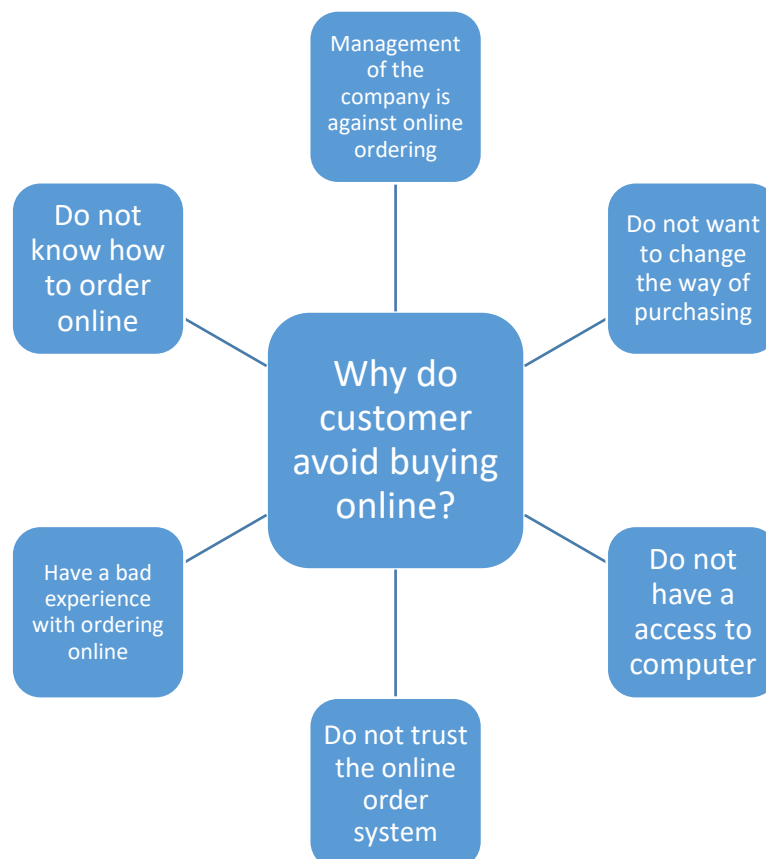 Management
of the
company is
against online
ordering
Do not
know how
to order
online
Do not want
to change
the way of
purchasing
Why do
customer
avoid buying
online?
Have a bad
experience
with ordering
online
Do not
have a
access to
computer
Do not trust
the online
order
system